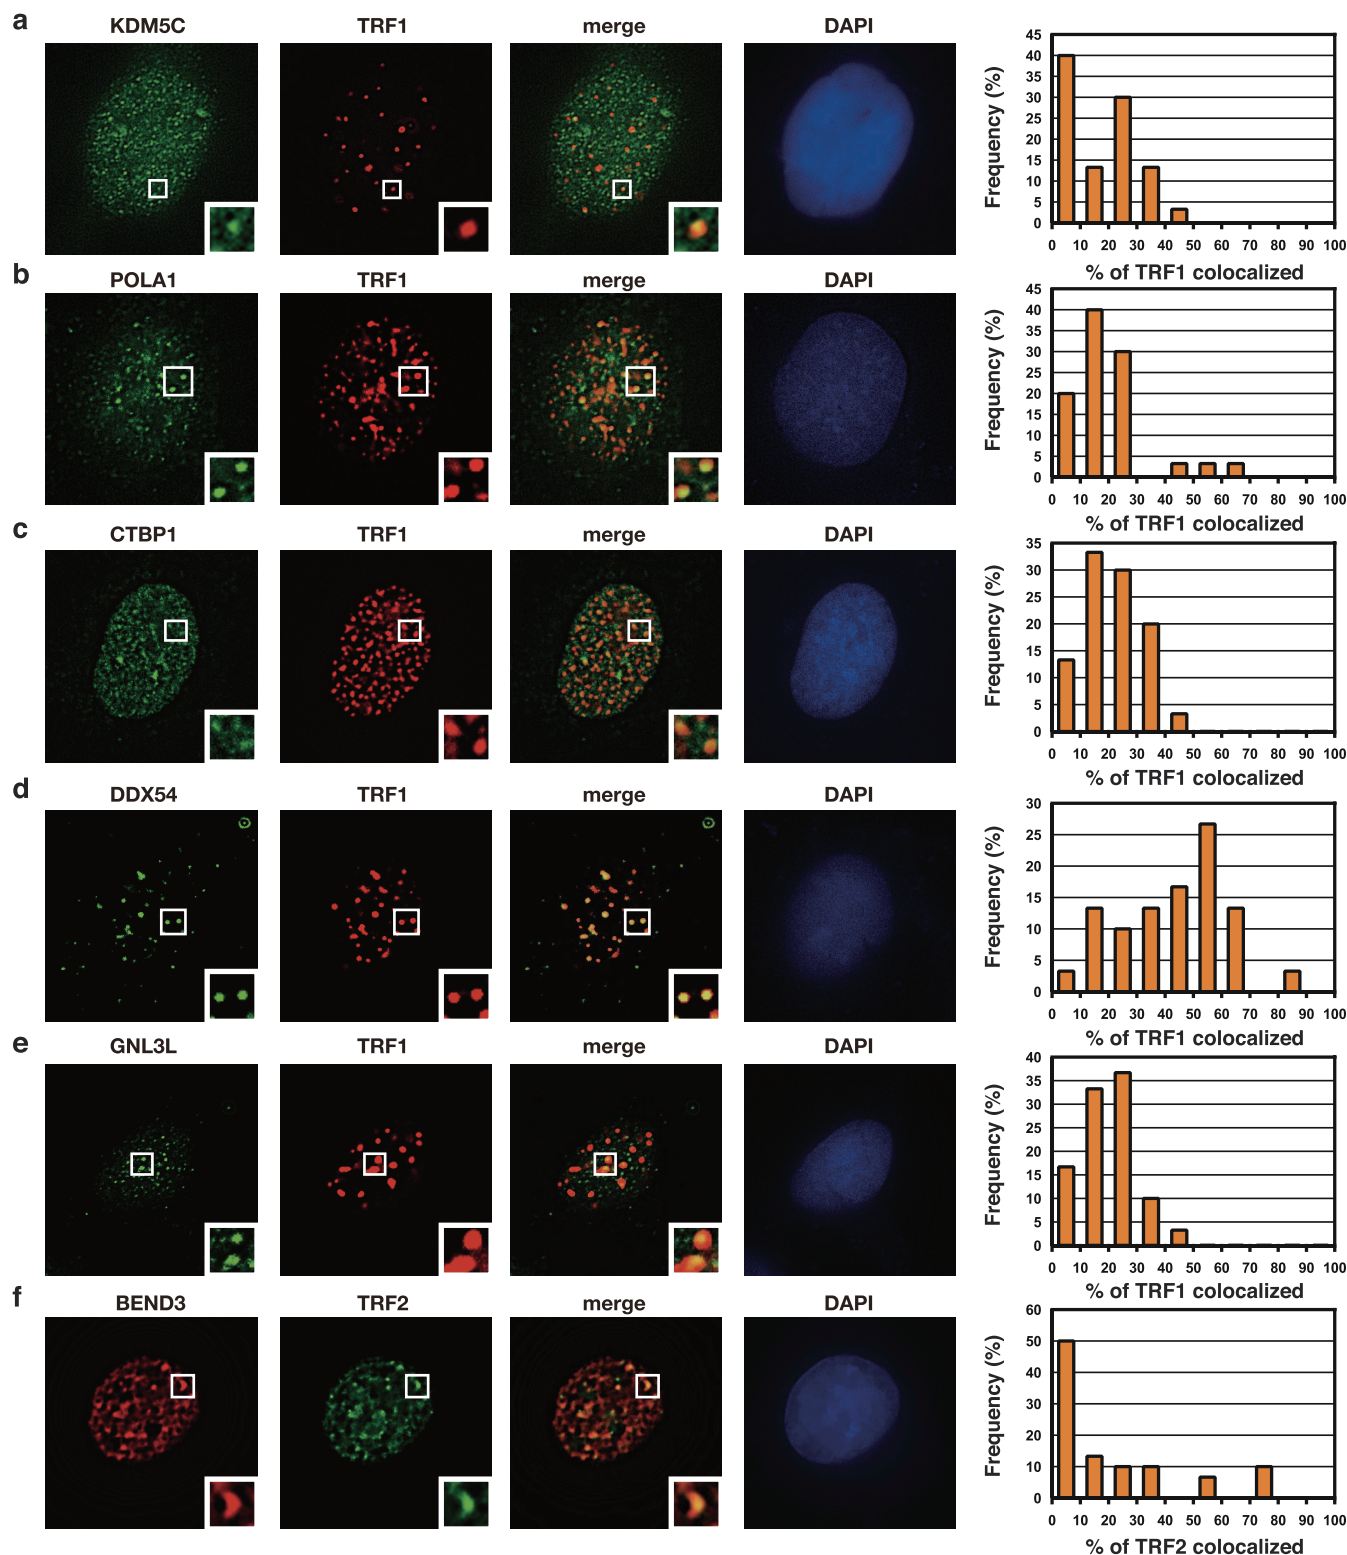 a
KDM5C TRF1 merge DAPI
Frequency (%)
45
40
35
30
25
20
15
10
5
0
0 10 20 30 40 50 60 70 80 90 100
% of TRF1 colocalized
b
POLA1 TRF1 merge DAPI
Frequency (%)
45
40
35
30
25
20
15
10
5
0
0 10 20 30 40 50 60 70 80 90 100
% of TRF1 colocalized
c
CTBP1 TRF1 merge DAPI
Frequency (%)
35
30
25
20
15
10
5
0
0 10 20 30 40 50 60 70 80 90 100
% of TRF1 colocalized
d
DDX54 TRF1 merge DAPI
Frequency (%)
30
25
20
15
10
5
0
0 10 20 30 40 50 60 70 80 90 100
% of TRF1 colocalized
e
GNL3L TRF1 merge DAPI
Frequency (%)
40
35
30
25
20
15
10
5
0
0 10 20 30 40 50 60 70 80 90 100
% of TRF1 colocalized
f
BEND3 TRF2 merge DAPI
Frequency (%)
60
50
40
30
20
10
0
0 10 20 30 40 50 60 70 80 90 100
% of TRF2 colocalized